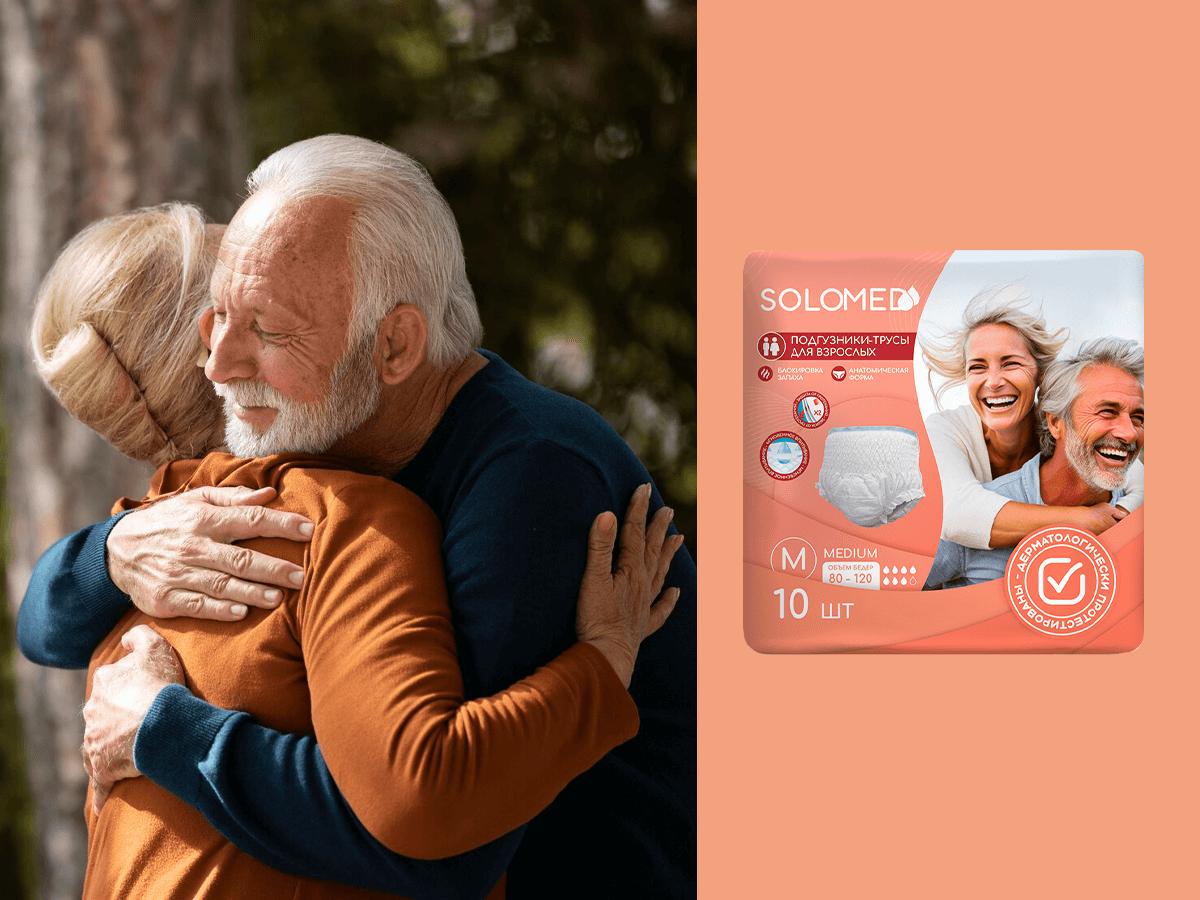 SOLOMED
ПОДГУЗНИКИ-ТРУСЫ
ДЛЯ ВЗРОСЛЫХ
БЛОКИРОВКА
ЗАПАХА
АНАТОМИЧЕСКАЯ
ФОРМА
X2
M
MEDIUM
ОБЪЕМ БЕДЕР
80 - 120
10 ШТ
- ДЕРМАТОЛОГИЧЕСКИ ПРОТЕСТИРОВАНЫ